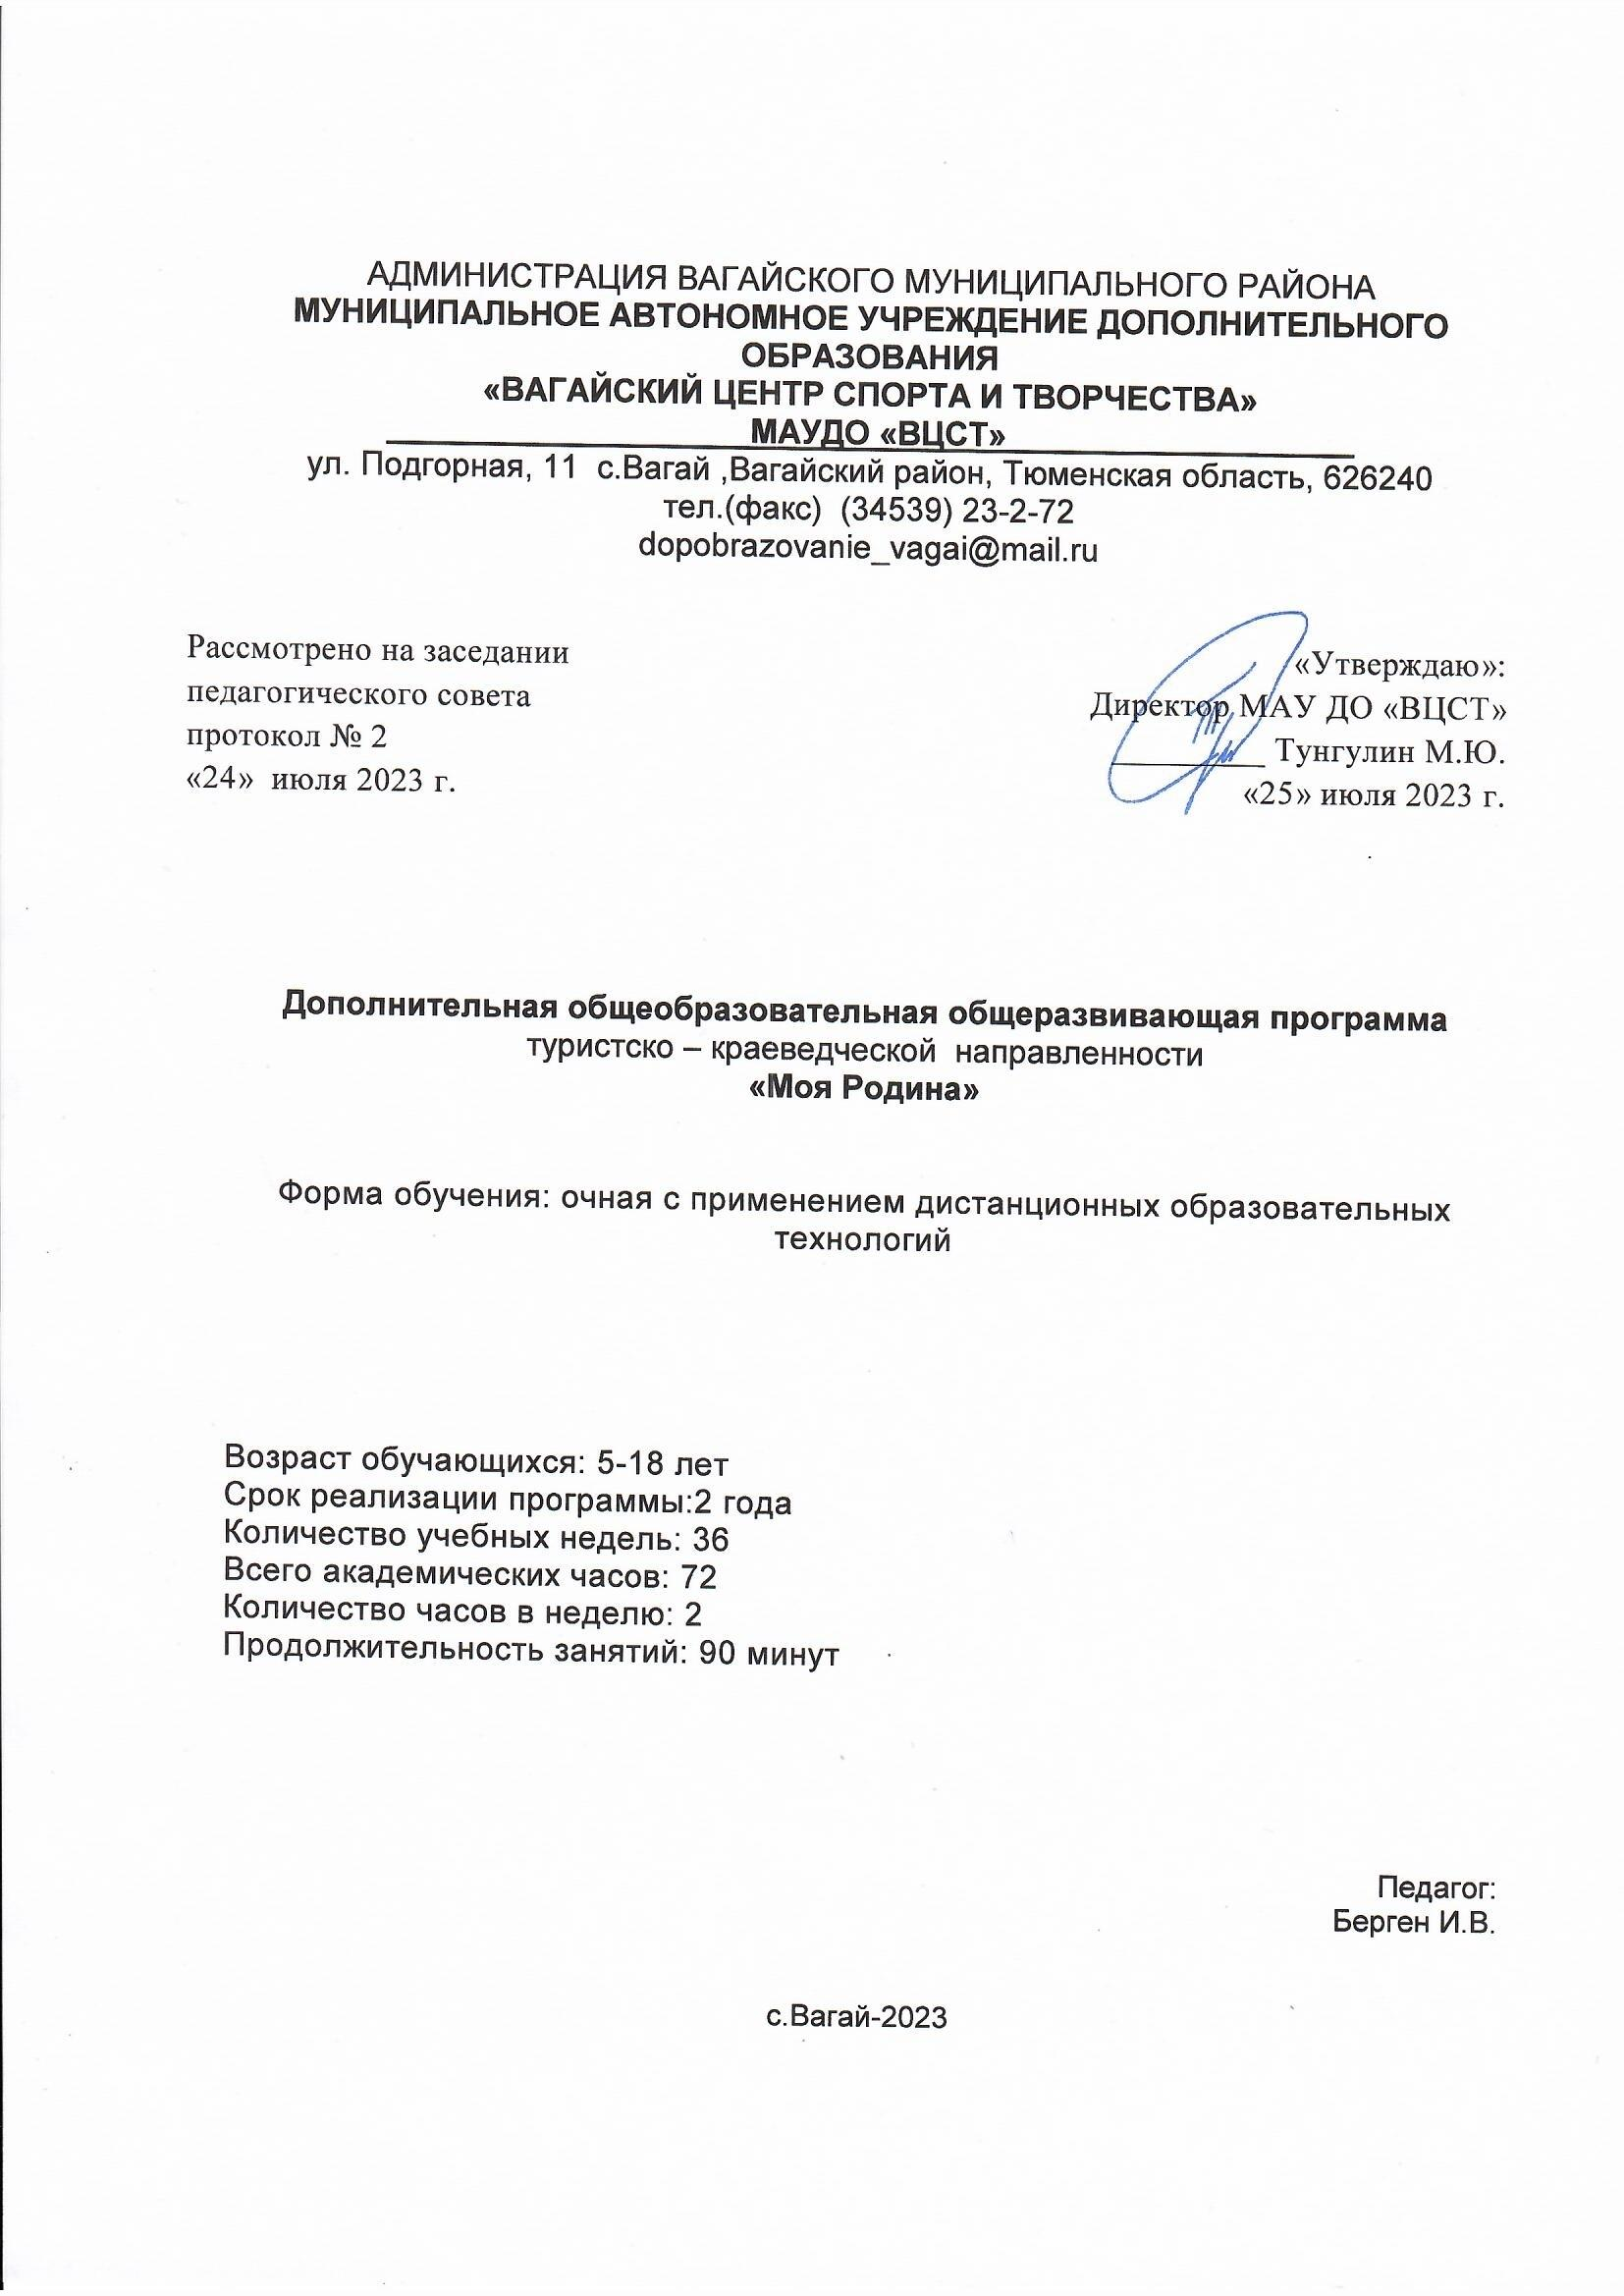 АДМИНИСТРАЦИЯ ВАГАЙСКОГО МУНИЦИПАЛЬНОГО РАЙОНА
МУНИЦИПАЛЬНОЕ АВТОНОМНОЕ УЧРЕЖДЕНИЕ ДОПОЛНИТЕЛЬНОГО
ОБРАЗОВАНИЯ
«ВАГАЙСКИЙ ЦЕНТР СПОРТА И ТВОРЧЕСТВА»
МАУДО «ВЦСТ»
ул. Подгорная, 11  с.Вагай ,Вагайский район, Тюменская область, 626240
тел.(факс)  (34539) 23-2-72
dopobrazovanie_vagai@mail.ru
Рассмотрено на заседании
педагогического совета
протокол № 2
«24»  июля 2023 г.
«Утверждаю»:
Директор МАУ ДО «ВЦСТ»
_________ Тунгулин М.Ю.
«25» июля 2023 г.
Дополнительная общеобразовательная общеразвивающая программа
туристско – краеведческой  направленности
«Моя Родина»
Форма обучения: очная с применением дистанционных образовательных
технологий
Возраст обучающихся: 5-18 лет
Срок реализации программы:2 года
Количество учебных недель: 36
Всего академических часов: 72
Количество часов в неделю: 2
Продолжительность занятий: 90 минут
Педагог:
Берген И.В.
с.Вагай-2023